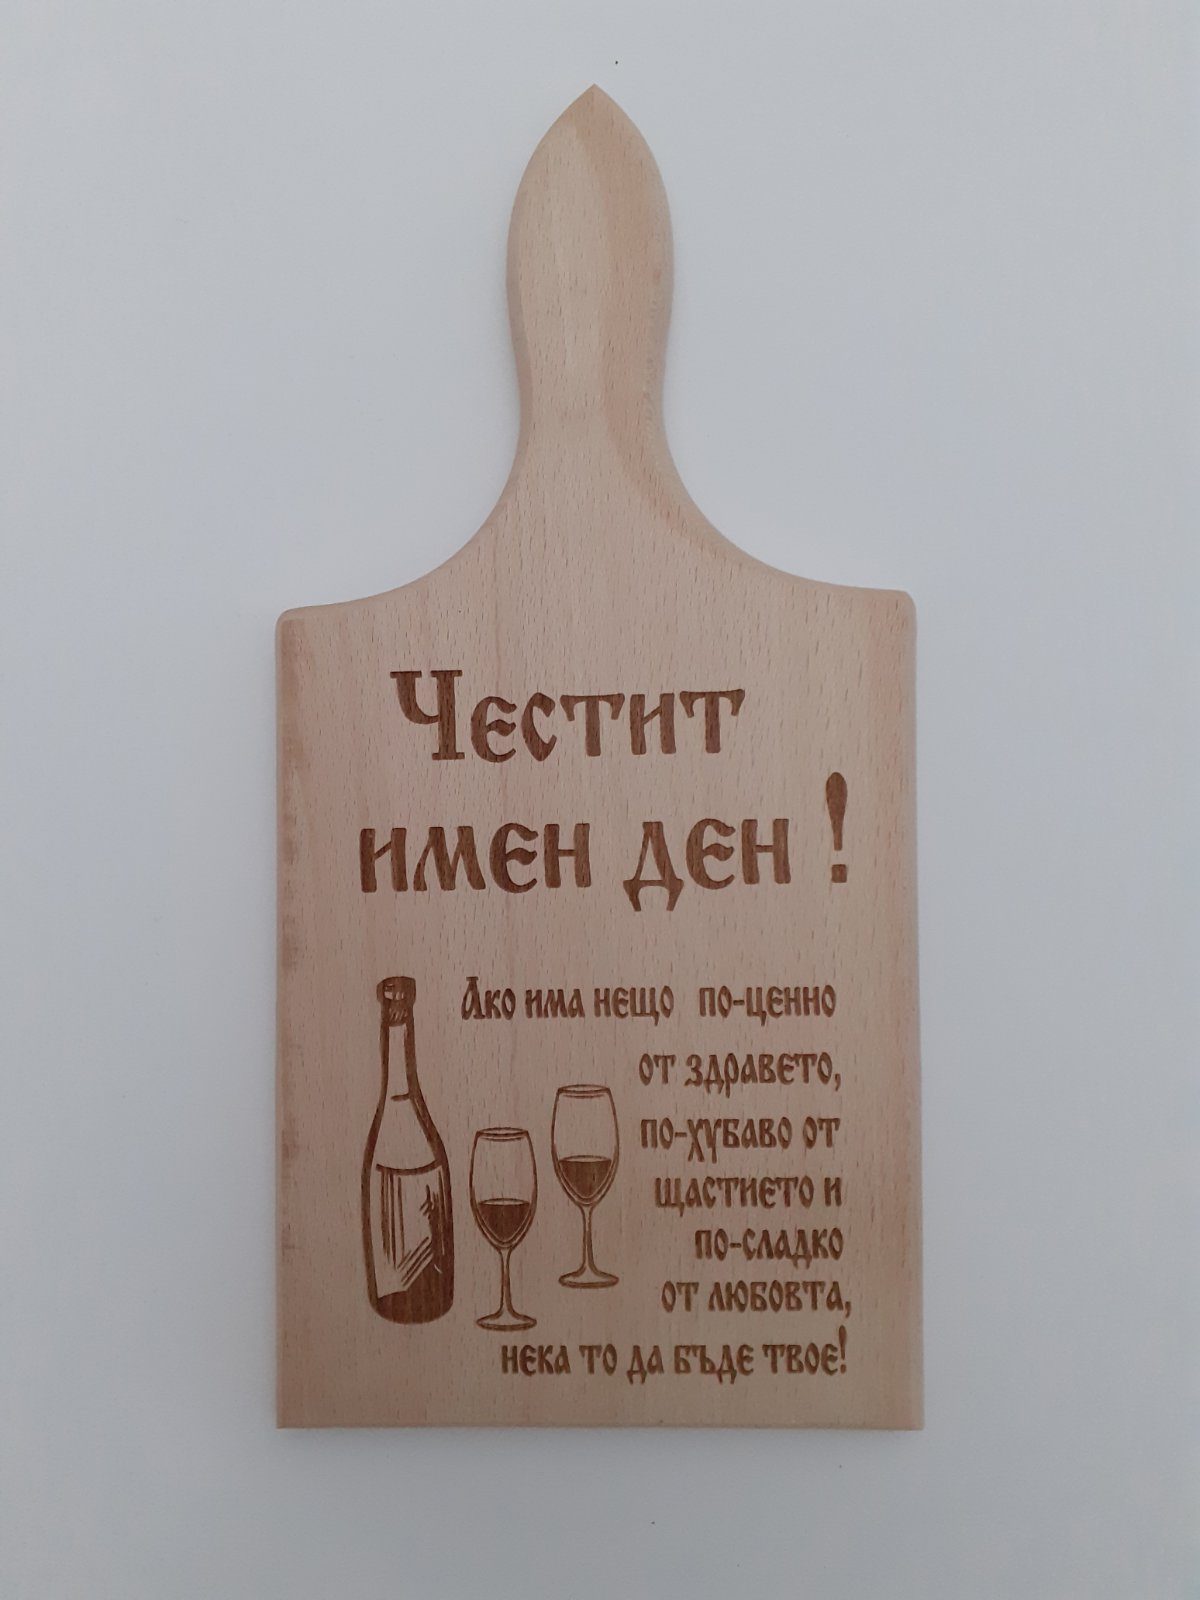 Честит
имен ден !
Ако има нещо по-ценно
от здравето,
по-хубаво от
щастието и
по-сладко
от любовта,
нека то да бъде твое!